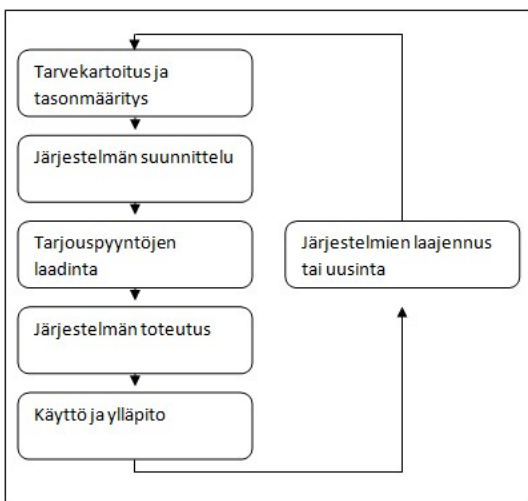 Tarvekartoitus ja
tasonmääritys
Järjestelmän suunnittelu
Tarjouspyyntöjen
laadinta
Järjestelmän toteutus
Käyttö ja ylläpito
Järjestelmien laajennus
tai uusinta